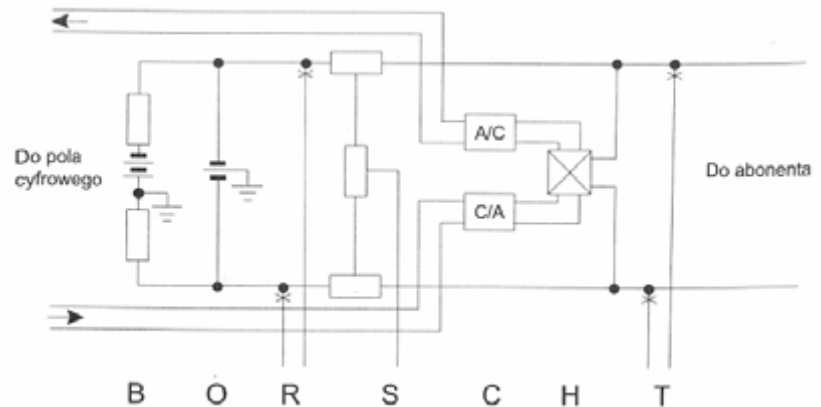 A/C
Do pola
cyfrowego
Do abonenta
C/A
B O R S C H T